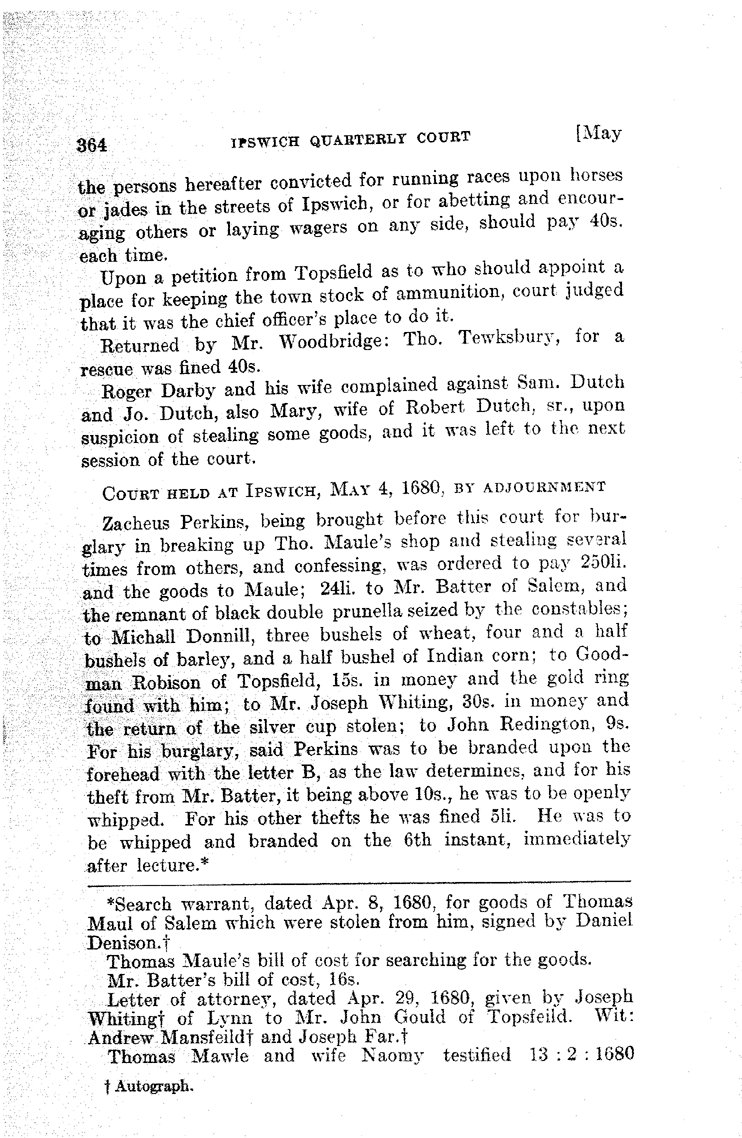 364 IPSWICH QUARTERLY COURT [May
the persons hereafter convicted for running races upon horses
or jades in the streets of Ipswich, or for abetting and encour-
aging others or laying wagers on any side, should pay 40s.
each time.
Upon a petition from Topsfield as to who should appoint a
place for keeping the town stock of ammunition, court judged
that it was the chief officer's place to do it.
Returned by Mr. Woodbridge: Tho. Tewksbury, for a
rescue was fined 40s.
Roger Darby and his wife complained against Sam. Dutch
and Jo. Dutch, also Mary, wife of Robert Dutch, sr., upon
suspicion of stealing some goods, and it was left to the next
session of the court.
COURT HELD AT IPSWICH, MAY 4, 1680, BY ADJOURNMENT
Zacheus Perkins, being brought before this court for bur-
glary in breaking up Tho. Maule's shop and stealing several
times from others, and confessing, was ordered to pay 250li.
and the goods to Maule; 24li. to Mr. Batter of Salem, and
the remnant of black double prunella seized by the constables;
to Michall Donnill, three bushels of wheat, four and a half
bushels of barley, and a half bushel of Indian corn; to Good-
man Robison of Topsfield, 15s. in money and the gold ring
found with him; to Mr. Joseph Whiting, 30s. in money and
the return of the silver cup stolen; to John Redington, 9s.
For his burglary, said Perkins was to be branded upon the
forehead with the letter B, as the law determines, and for his
theft from Mr. Batter, it being above 10s., he was to be openly
whipped. For his other thefts he was fined 5li. He was to
be whipped and branded on the 6th instant, immediately
after lecture.*
*Search warrant, dated Apr. 8, 1680, for goods of Thomas
Maul of Salem which were stolen from him, signed by Daniel
Denison.†
Thomas Maule's bill of cost for searching for the goods.
Mr. Batter's bill of cost, 16s.
Letter of attorney, dated Apr. 29, 1680, given by Joseph
Whiting† of Lynn to Mr. John Gould of Topsfeild. Wit:
Andrew Mansfeild† and Joseph Far.†
Thomas Mawle and wife Naomy testified 13 : 2 : 1680
† Autograph.